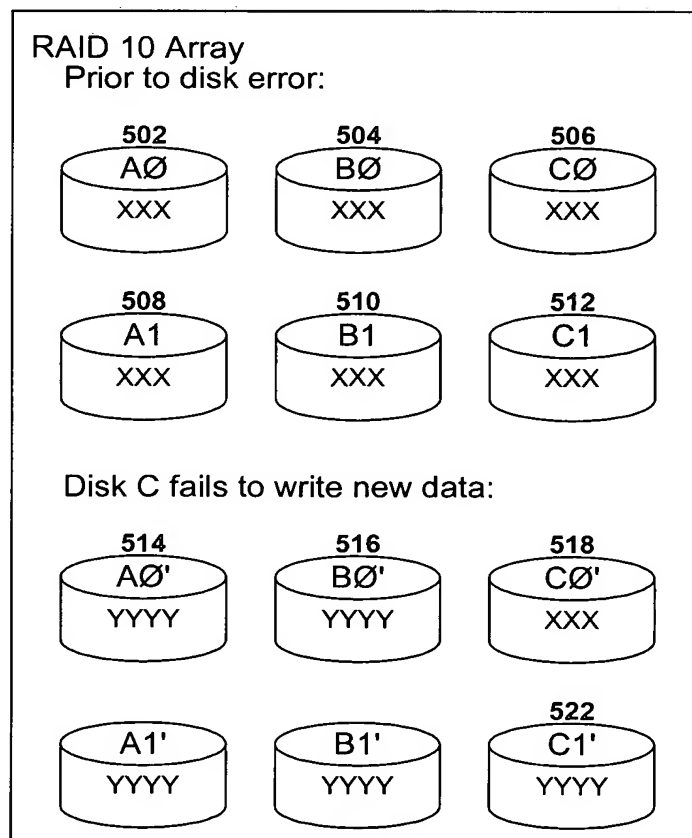 RAID 10 Array
Prior to disk error:
502 504 506
AØ BØ CØ
XXX XXX XXX
508 510 512
A1 B1 C1
XXX XXX XXX
Disk C fails to write new data:
514 516 518
AØ' BØ' CØ'
YYYY YYYY XXX
522
A1' B1' C1'
YYYY YYYY YYYY